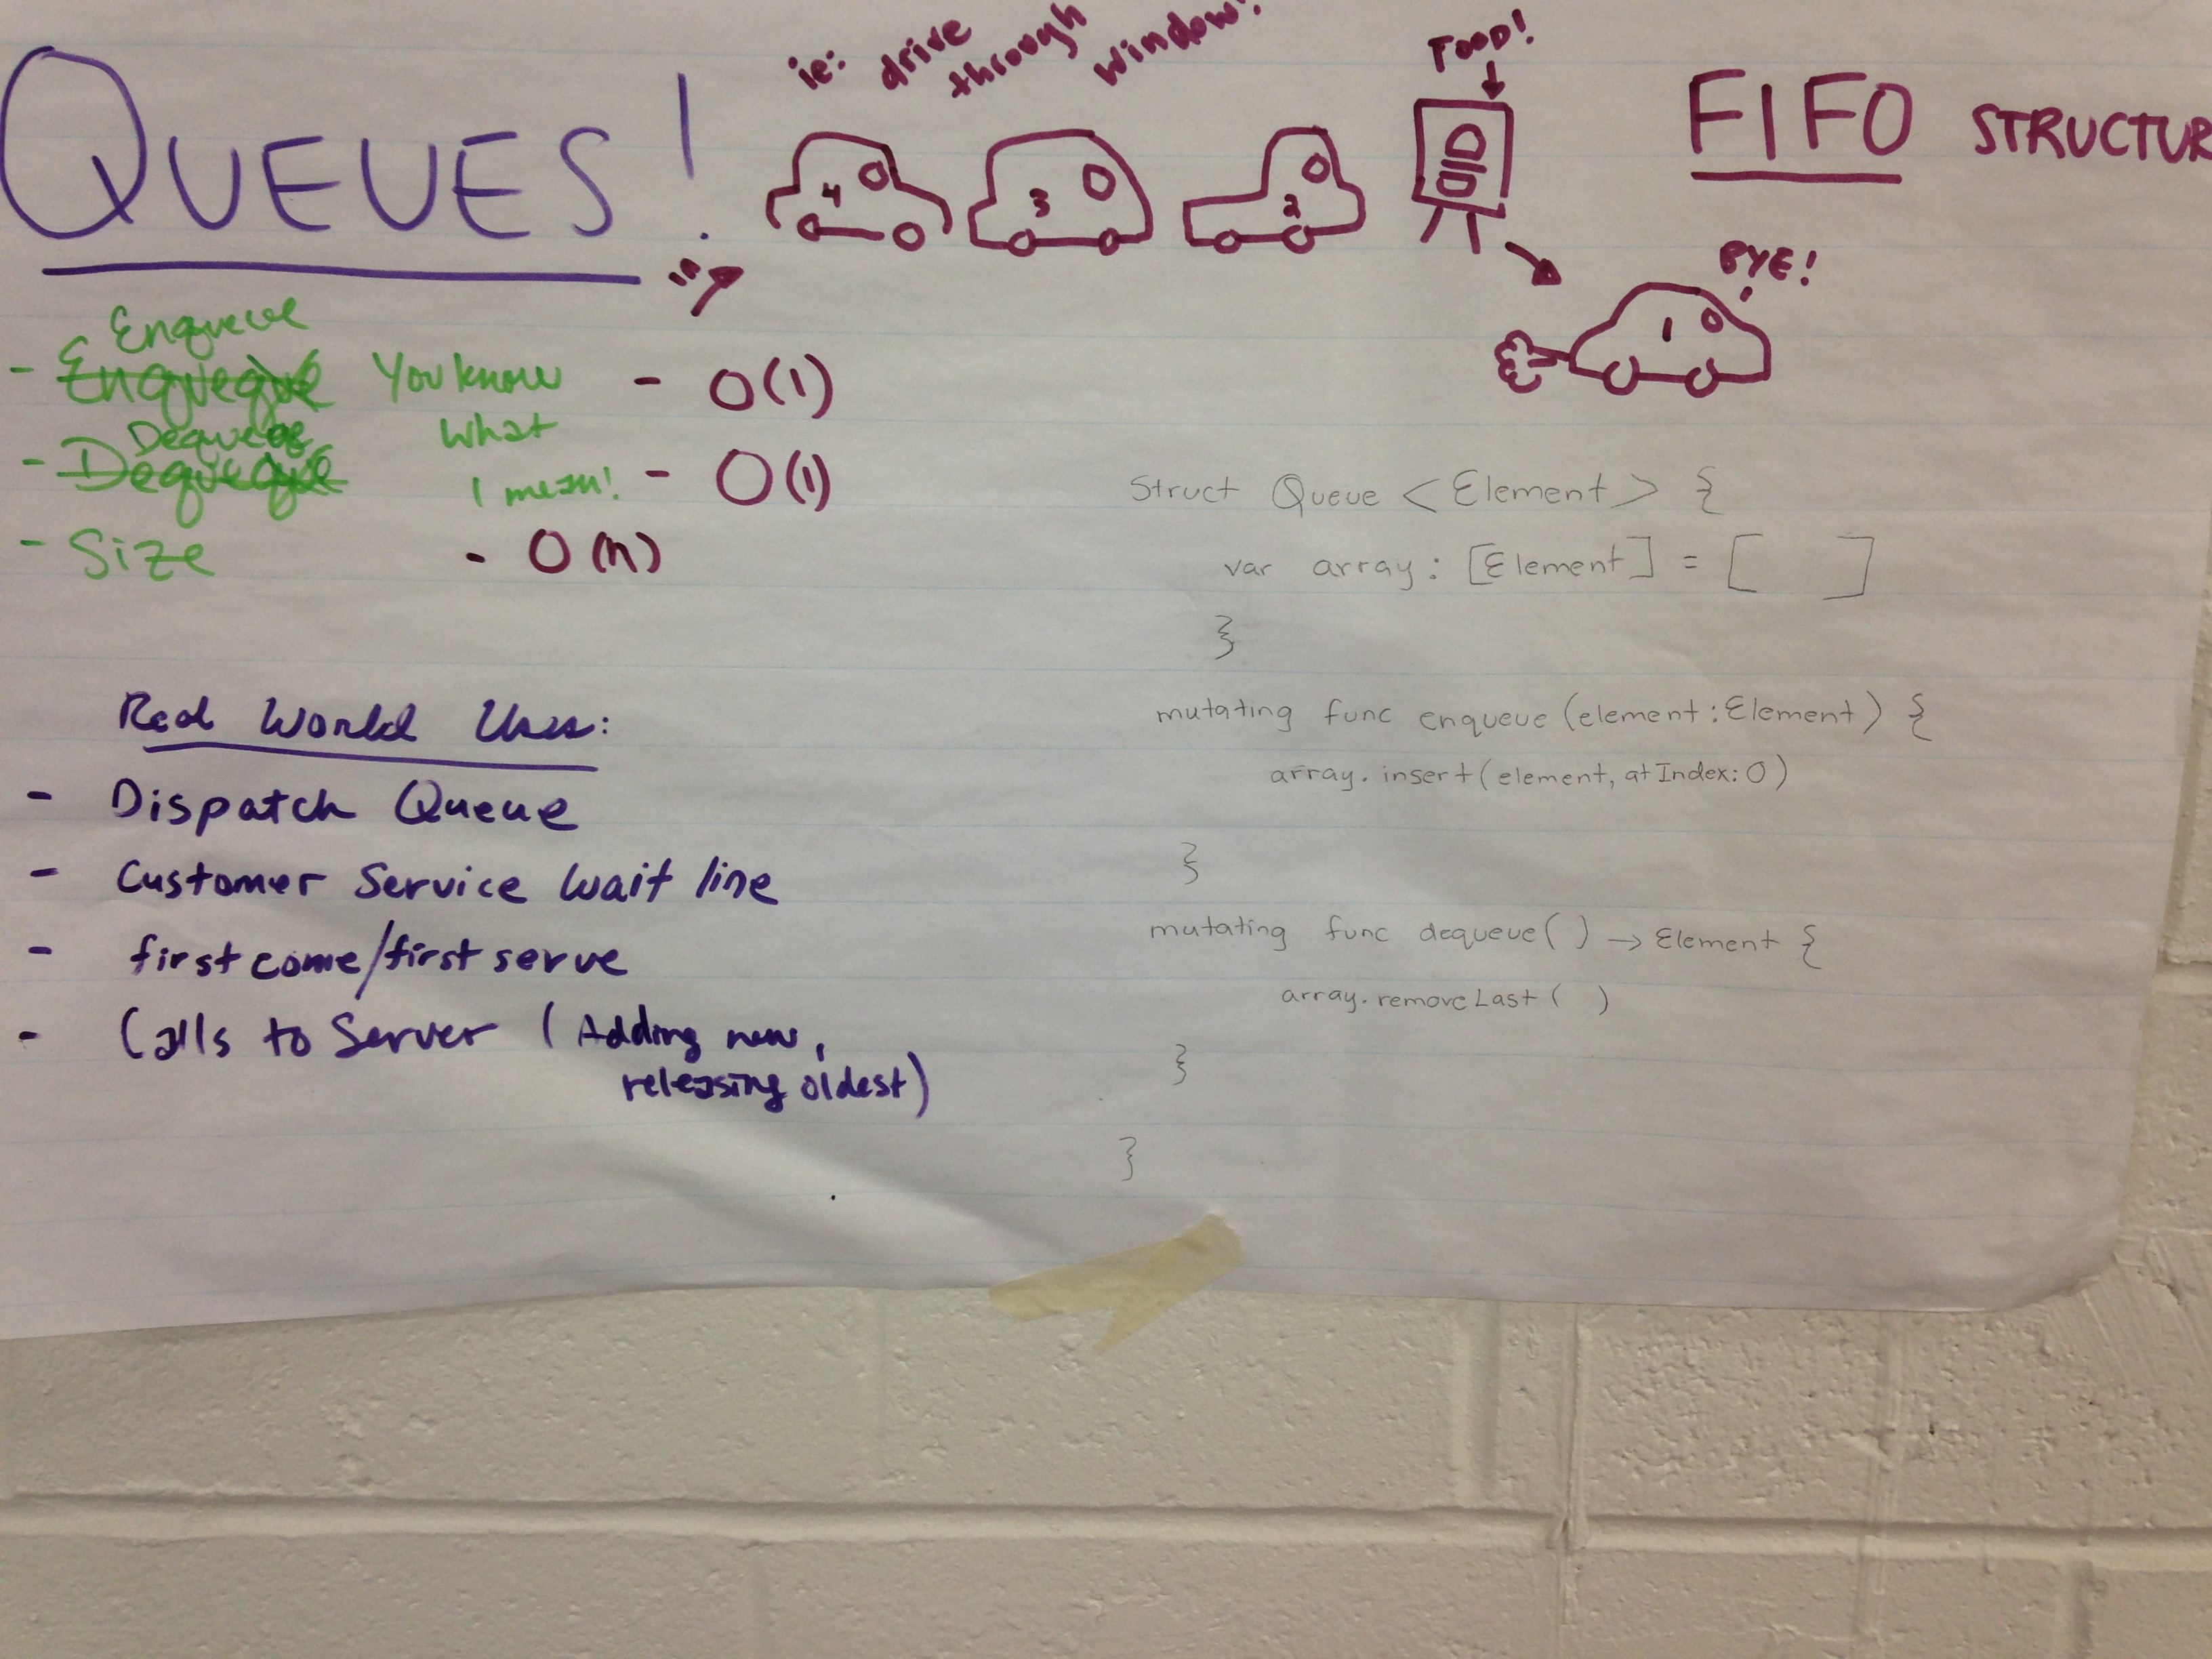 QUEUES!
ie: drive through window!
FOOD!
FIFO STRUCTUR
4
3
2
in
BYE!
1
Enqueue
- Enqueque You know - O(1)
Dequeue what
- Dequeque I mean! - O(1)
- Size - O(n)
Struct Queue <Element> {
var array: [Element] = [ ]
}
mutating func enqueue (element: Element) {
array.insert(element, atIndex: 0)
}
mutating func dequeue( ) → Element {
array.removeLast( )
}
}
Real World Uses:
- Dispatch Queue
- Customer Service wait line
- first come/first serve
- Calls to Server (Adding new,
releasing oldest)